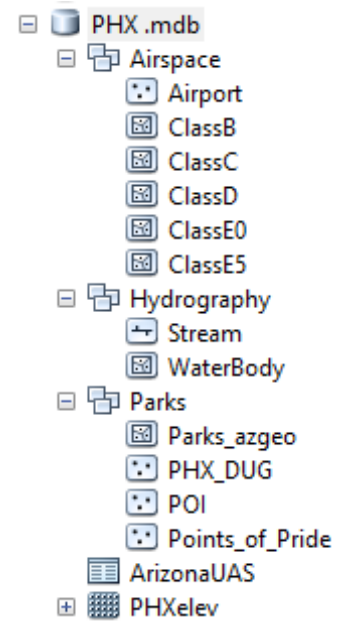 PHX .mdb
Airspace
Airport
ClassB
ClassC
ClassD
ClassE0
ClassE5
Hydrography
Stream
WaterBody
Parks
Parks_azgeo
PHX_DUG
POI
Points_of_Pride
ArizonaUAS
PHXelev